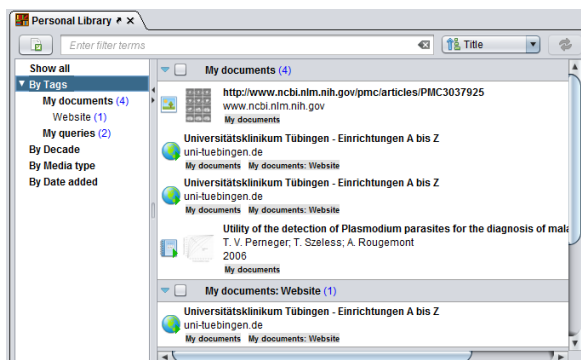 Personal Library
Enter filter terms
Title
Show all
By Tags
My documents (4)
Website (1)
My queries (2)
By Decade
By Media type
By Date added
My documents (4)
http://www.ncbi.nlm.nih.gov/pmc/articles/PMC3037925
www.ncbi.nlm.nih.gov
My documents
Universitätsklinikum Tübingen - Einrichtungen A bis Z
uni-tuebingen.de
My documents My documents: Website
Universitätsklinikum Tübingen - Einrichtungen A bis Z
uni-tuebingen.de
My documents My documents: Website
Utility of the detection of Plasmodium parasites for the diagnosis of mala
T. V. Perneger; T. Szeless; A. Rougemont
2006
My documents
My documents: Website (1)
Universitätsklinikum Tübingen - Einrichtungen A bis Z
uni-tuebingen.de
My documents My documents: Website